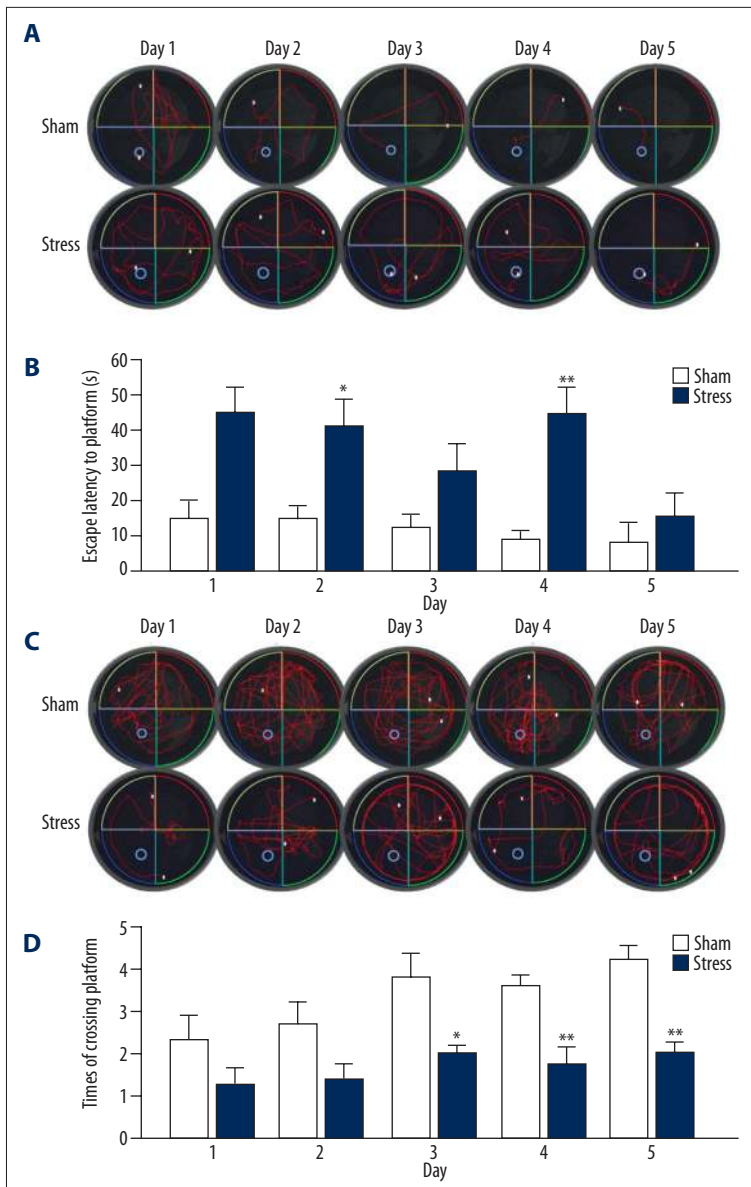 A
Day 1 Day 2 Day 3 Day 4 Day 5
Sham
Stress
B
Escape latency to platform (s)
60
50
40
30
20
10
0
* **
Sham
Stress
1 2 3 4 5
Day
C
Day 1 Day 2 Day 3 Day 4 Day 5
Sham
Stress
D
Times of crossing platform
5
4
3
2
1
0
* ** **
Sham
Stress
1 2 3 4 5
Day